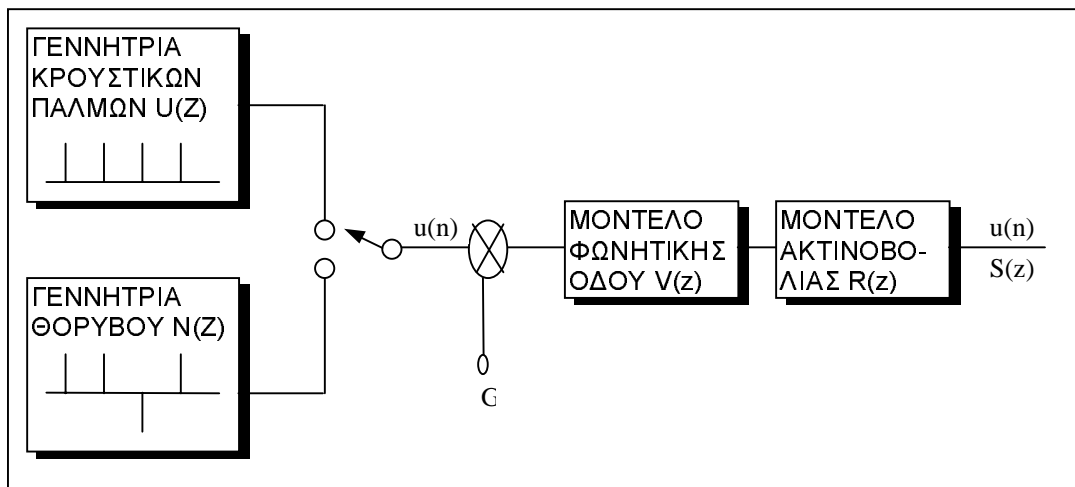 ΓΕΝΝΗΤΡΙΑ
ΚΡΟΥΣΤΙΚΩΝ
ΠΑΛΜΩΝ U(Z)
ΓΕΝΝΗΤΡΙΑ
ΘΟΡΥΒΟΥ N(Z)
u(n)
G
ΜΟΝΤΕΛΟ
ΦΩΝΗΤΙΚΗΣ
ΟΔΟΥ V(z)
ΜΟΝΤΕΛΟ
ΑΚΤΙΝΟΒΟ-
ΛΙΑΣ R(z)
u(n)
S(z)